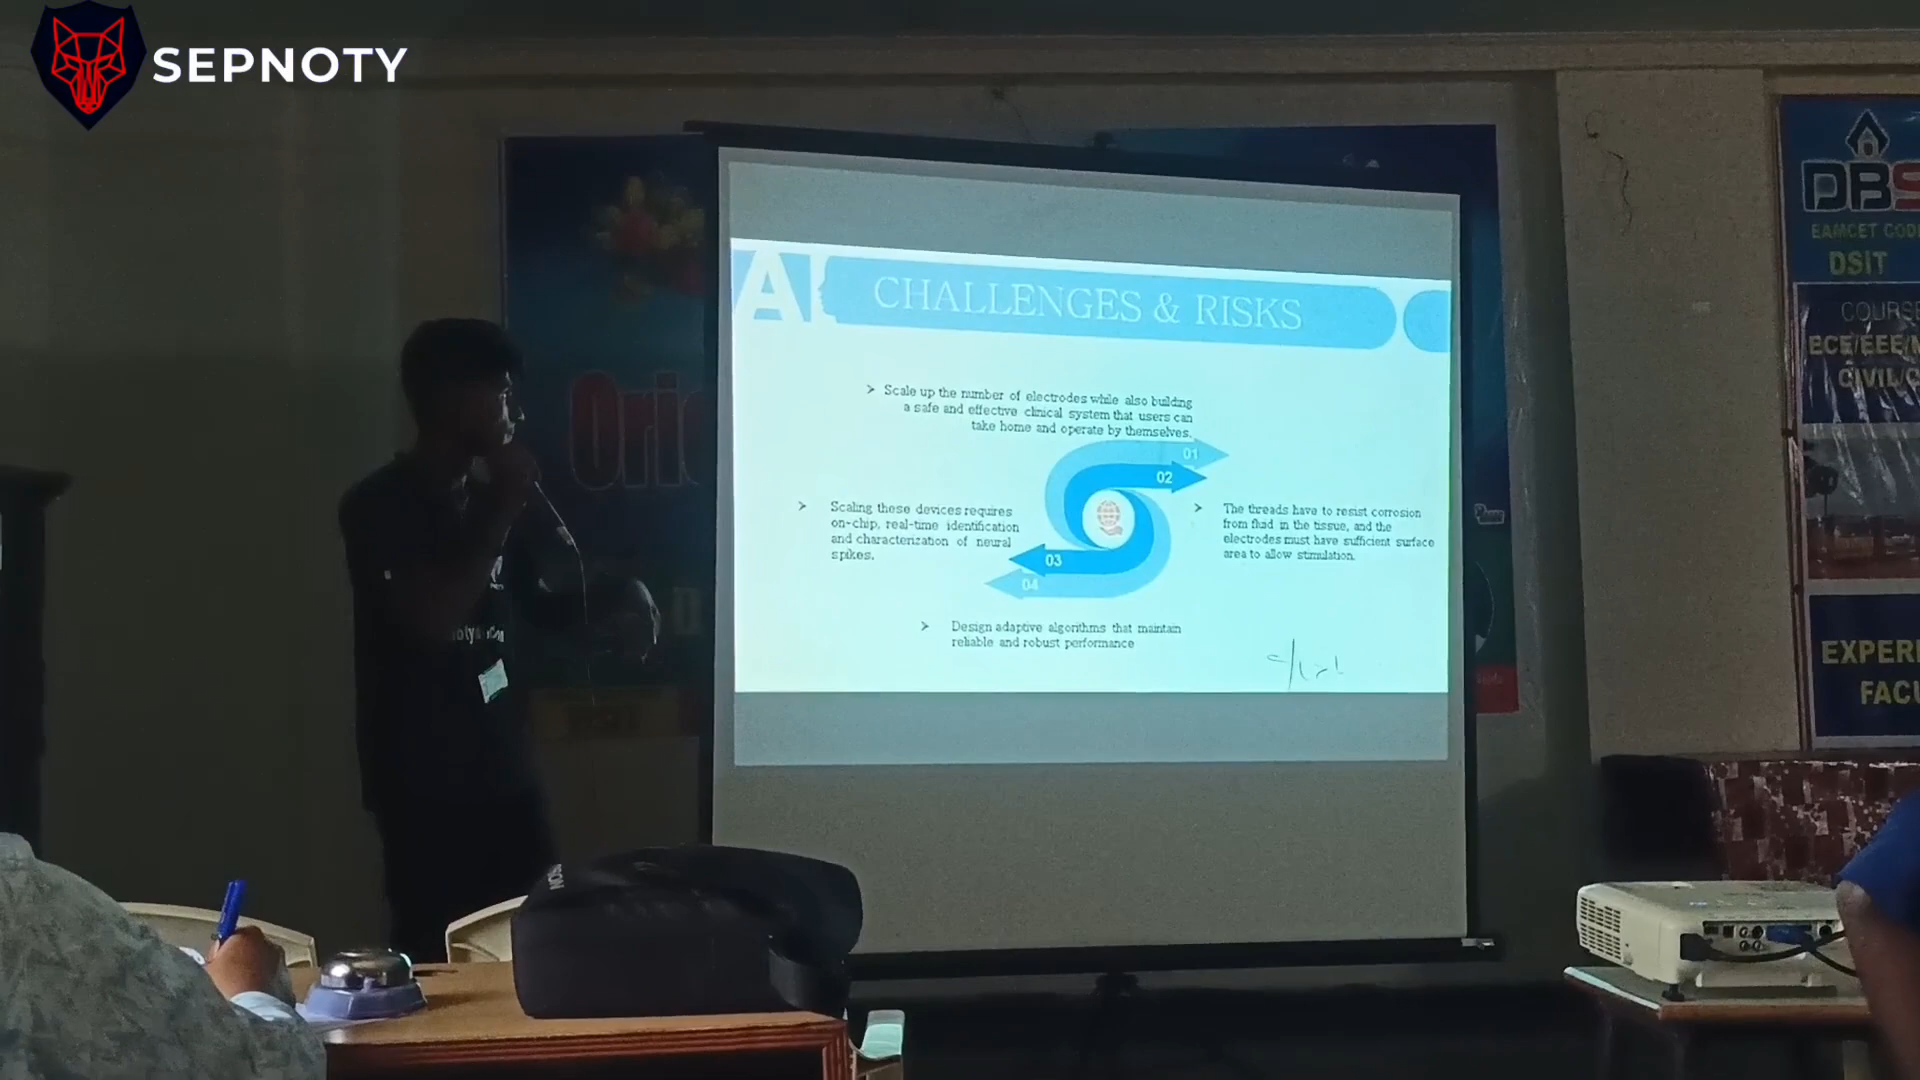 SEPNOTY
DBS
EAMCET CODE
DSIT
COURSE
ECE/EEE/M
CIVIL/C
EXPERI
FACU
Orie
AI
CHALLENGES & RISKS
➢ Scale up the number of electrodes while also building
a safe and effective clinical system that users can
take home and operate by themselves.
01
02
➢ Scaling these devices requires
on-chip, real-time identification
and characterization of neural
spikes.
➢ The threads have to resist corrosion
from fluid in the tissue, and the
electrodes must have sufficient surface
area to allow stimulation.
03
04
➢ Design adaptive algorithms that maintain
reliable and robust performance